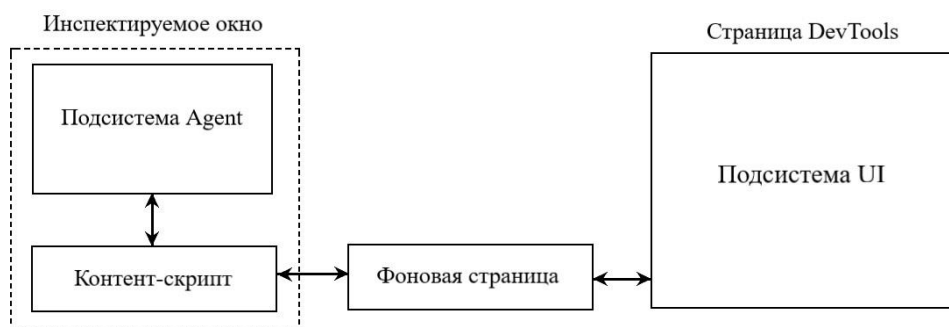 Инспектируемое окно
Страница DevTools
Подсистема Agent
Подсистема UI
Контент-скрипт
Фоновая страница